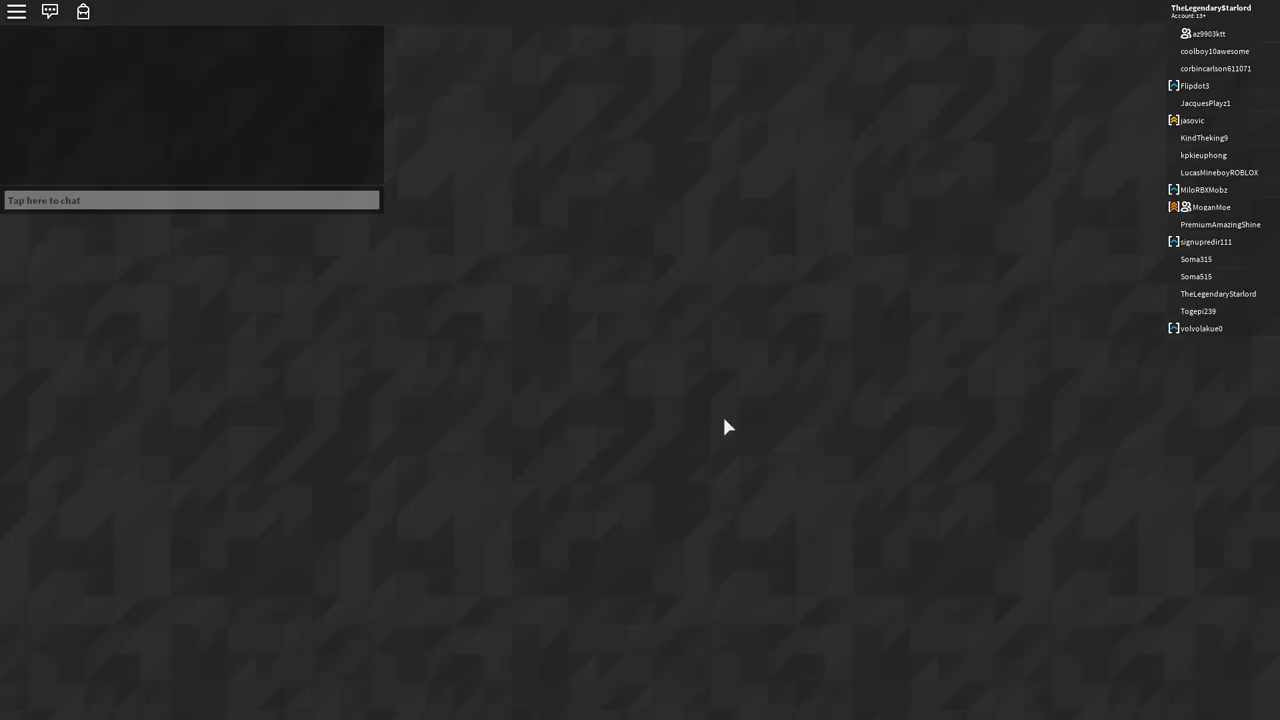 TheLegendaryStarlord
Account: 13+
az9903ktt
coolboy10awesome
corbincarlson611071
Flipdot3
JacquesPlayz1
jasovic
KindTheking9
kpkieuphong
LucasMineboyROBLOX
MiloRBXMobz
MoganMoe
PremiumAmazingShine
signupredir111
Soma315
Soma515
TheLegendaryStarlord
Togepi239
volvolakue0
Tap here to chat